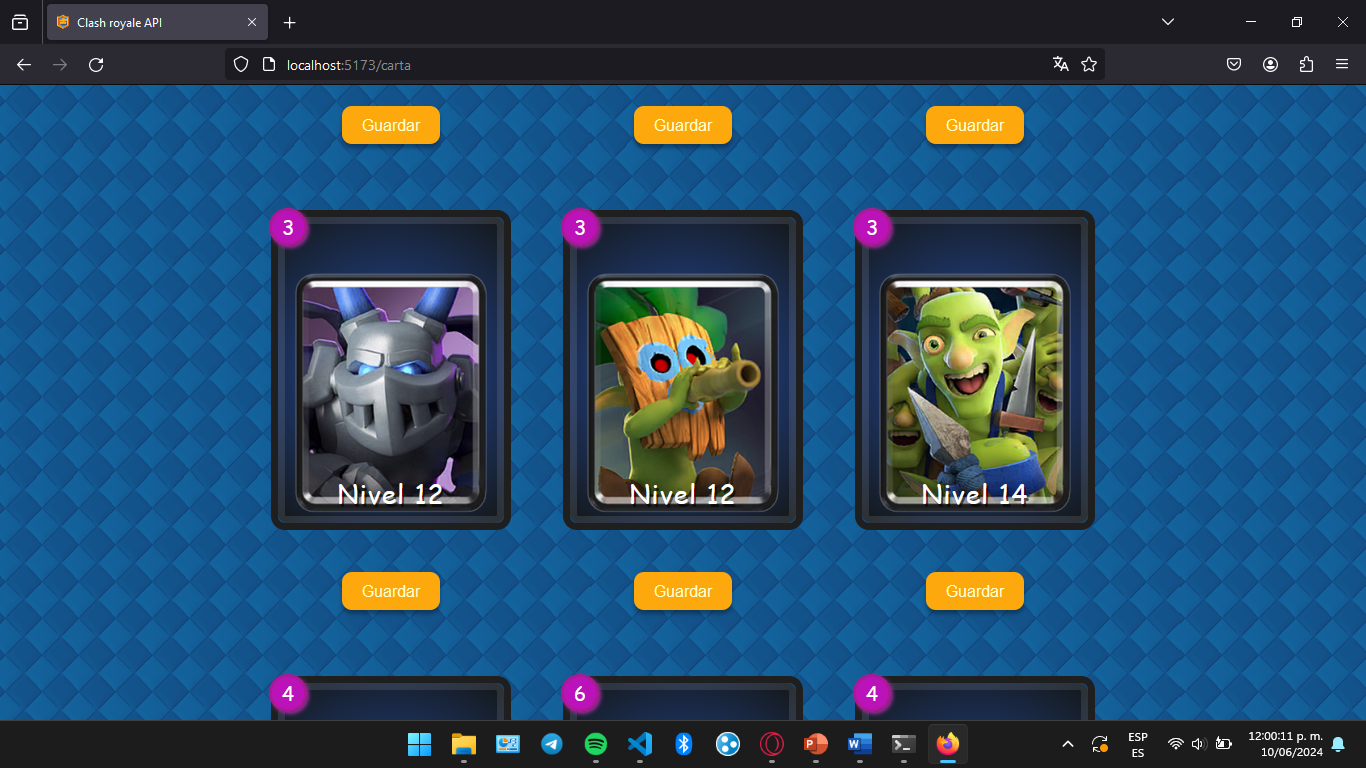 Clash royale API
localhost:5173/carta
Guardar Guardar Guardar
3 3 3
Nivel 12 Nivel 12 Nivel 14
Guardar Guardar Guardar
4 6 4
ESP
ES
12:00:11 p. m.
10/06/2024